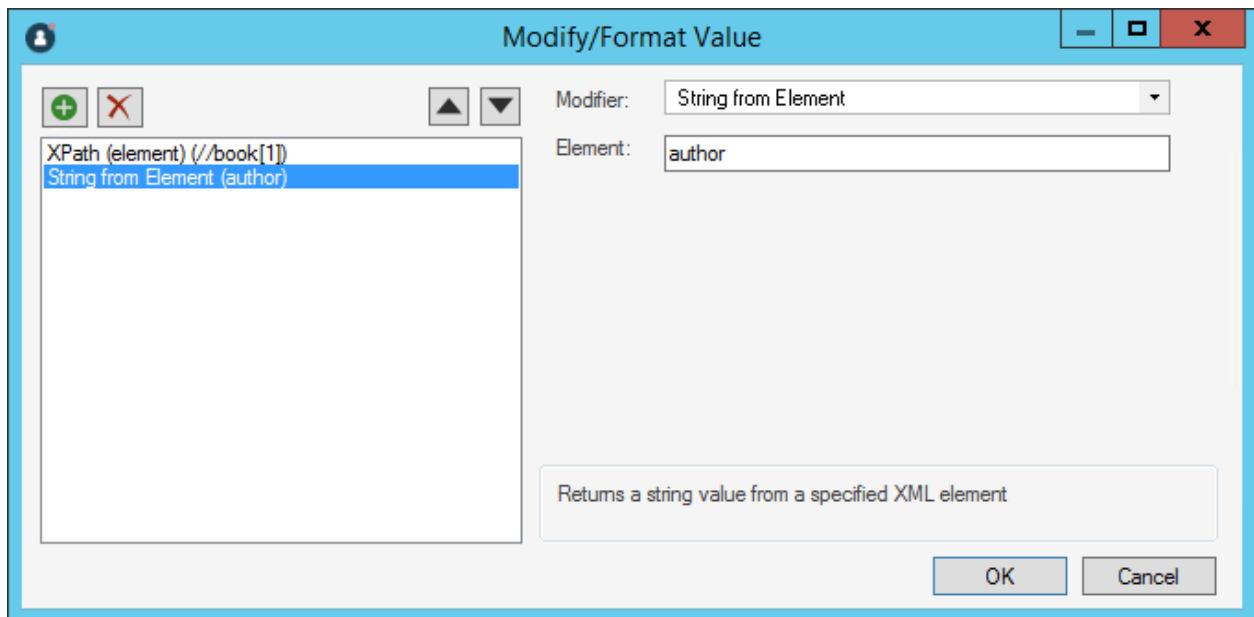 Modify/Format Value
X
Modifier:
String from Element
XPath (element) (//book[1])
String from Element (author)
Element:
author
Returns a string value from a specified XML element
OK
Cancel